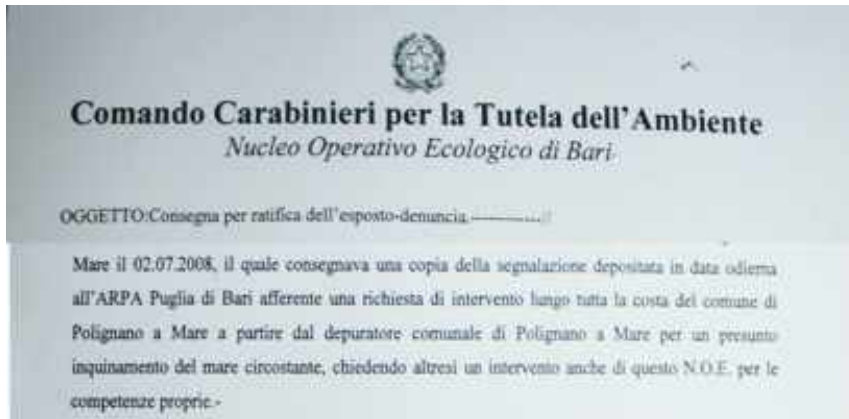 Comando Carabinieri per la Tutela dell'Ambiente
Nucleo Operativo Ecologico di Bari
OGGETTO:Consegna per ratifica dell'esposto-denuncia.------------//
Mare il 02.07.2008, il quale consegnava una copia della segnalazione depositata in data odierna
all'ARPA Puglia di Bari afferente una richiesta di intervento lungo tutta la costa del comune di
Polignano a Mare a partire dal depuratore comunale di Polignano a Mare per un presunto
inquinamento del mare circostante, chiedendo altresì un intervento anche di questo N.O.E. per le
competenze proprie.-